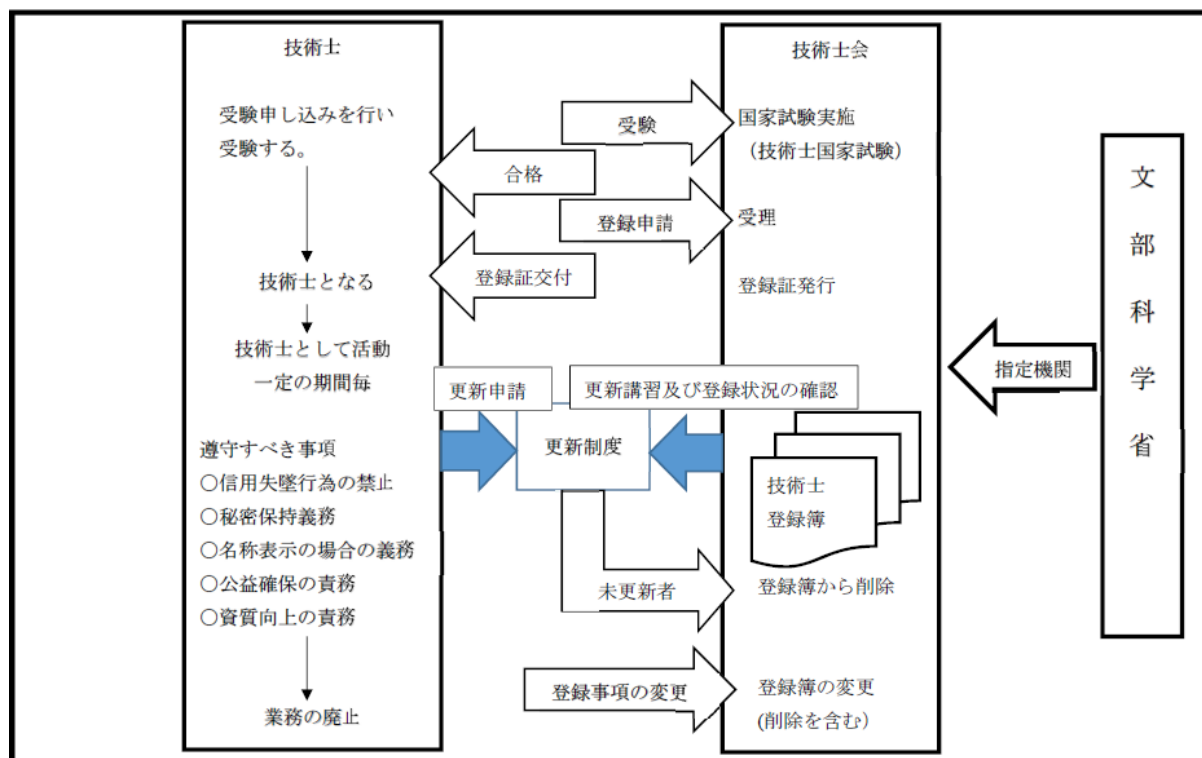 技術士
受験申し込みを行い
受験する。
技術士となる
技術士として活動
一定の期間毎
遵守すべき事項
○信用失墜行為の禁止
○秘密保持義務
○名称表示の場合の義務
○公益確保の責務
○資質向上の責務
業務の廃止
受験
合格
登録申請
登録証交付
更新申請
更新講習及び登録状況の確認
更新制度
未更新者
登録事項の変更
技術士会
国家試験実施
（技術士国家試験）
受理
登録証発行
技術士
登録簿
登録簿から削除
登録簿の変更
(削除を含む）
指定機関
文部科学省